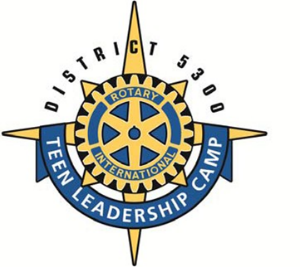 DISTRICT 5300
ROTARY
INTERNATIONAL
TEEN LEADERSHIP CAMP